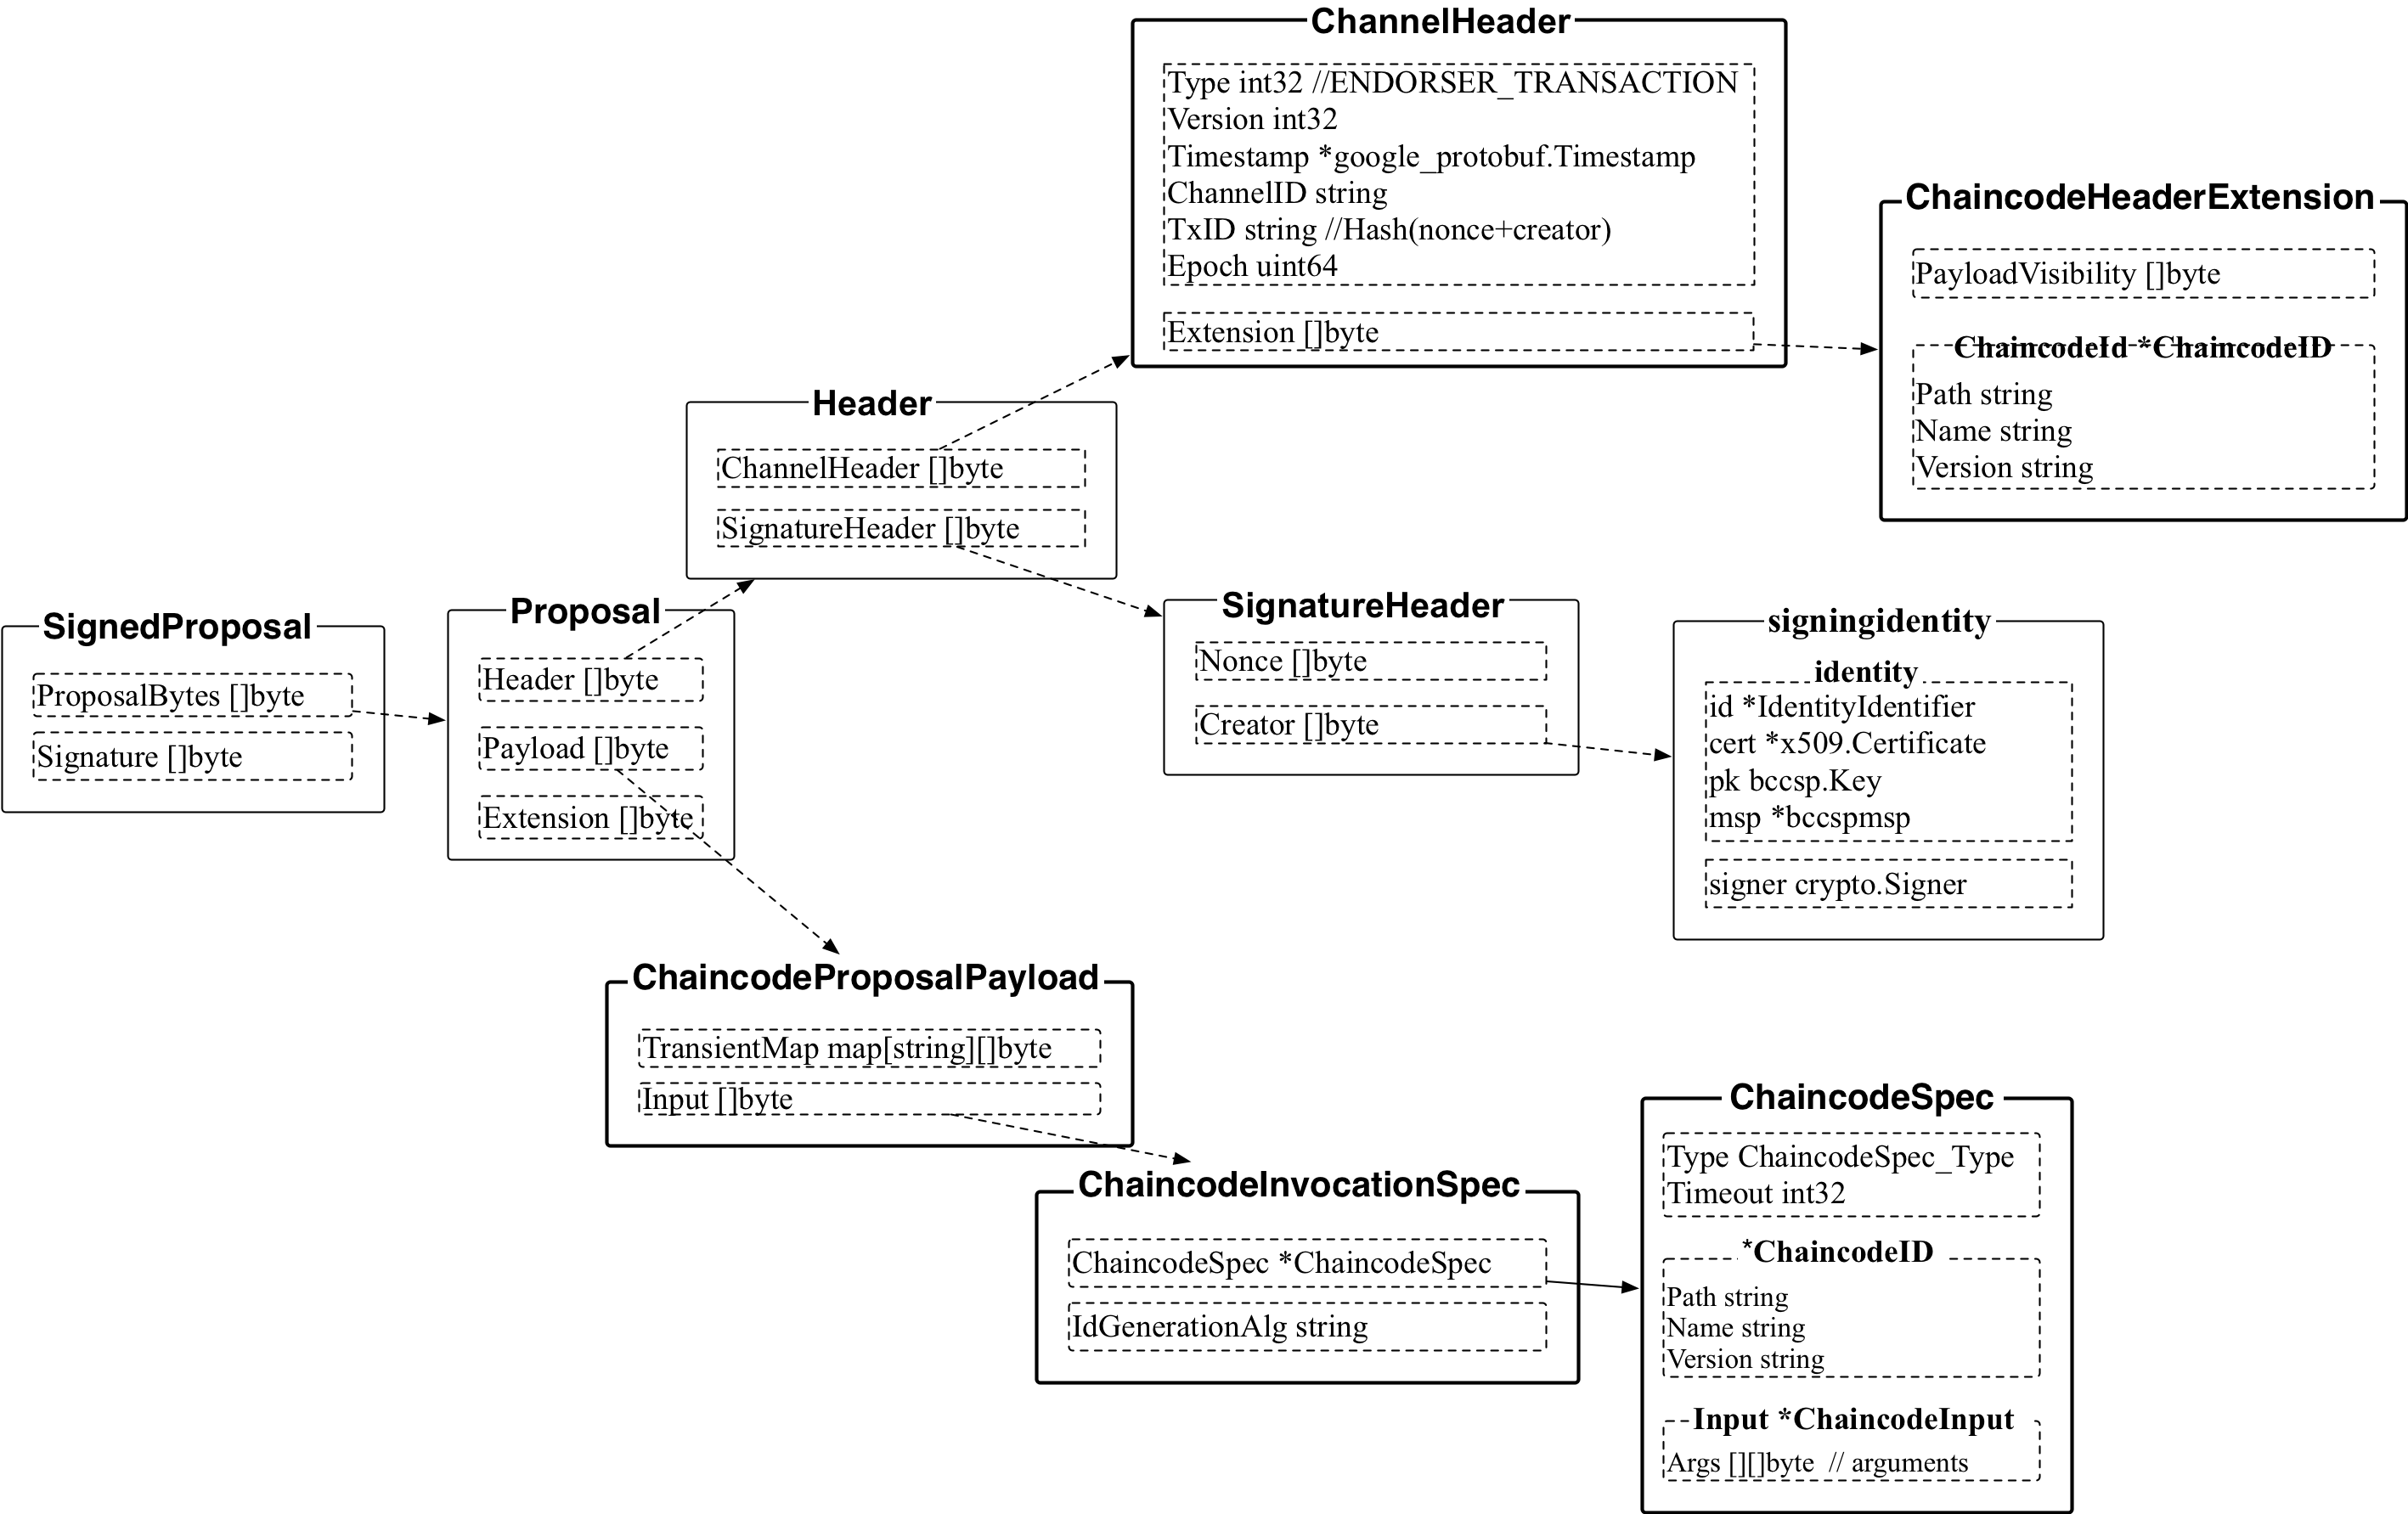 ChannelHeader
Type int32 //ENDORSER_TRANSACTION
Version int32
Timestamp *google_protobuf.Timestamp
ChannelID string
TxID string //Hash(nonce+creator)
Epoch uint64
Extension []byte
ChaincodeHeaderExtension
PayloadVisibility []byte
ChaincodeId *ChaincodeID
Path string
Name string
Version string
Header
ChannelHeader []byte
SignatureHeader []byte
SignedProposal
ProposalBytes []byte
Signature []byte
Proposal
Header []byte
Payload []byte
Extension []byte
SignatureHeader
Nonce []byte
Creator []byte
signingidentity
identity
id *IdentityIdentifier
cert *x509.Certificate
pk bccsp.Key
msp *bccspmsp
signer crypto.Signer
ChaincodeProposalPayload
TransientMap map[string][]byte
Input []byte
ChaincodeInvocationSpec
ChaincodeSpec *ChaincodeSpec
IdGenerationAlg string
ChaincodeSpec
Type ChaincodeSpec_Type
Timeout int32
*ChaincodeID
Path string
Name string
Version string
Input *ChaincodeInput
Args [][]byte // arguments